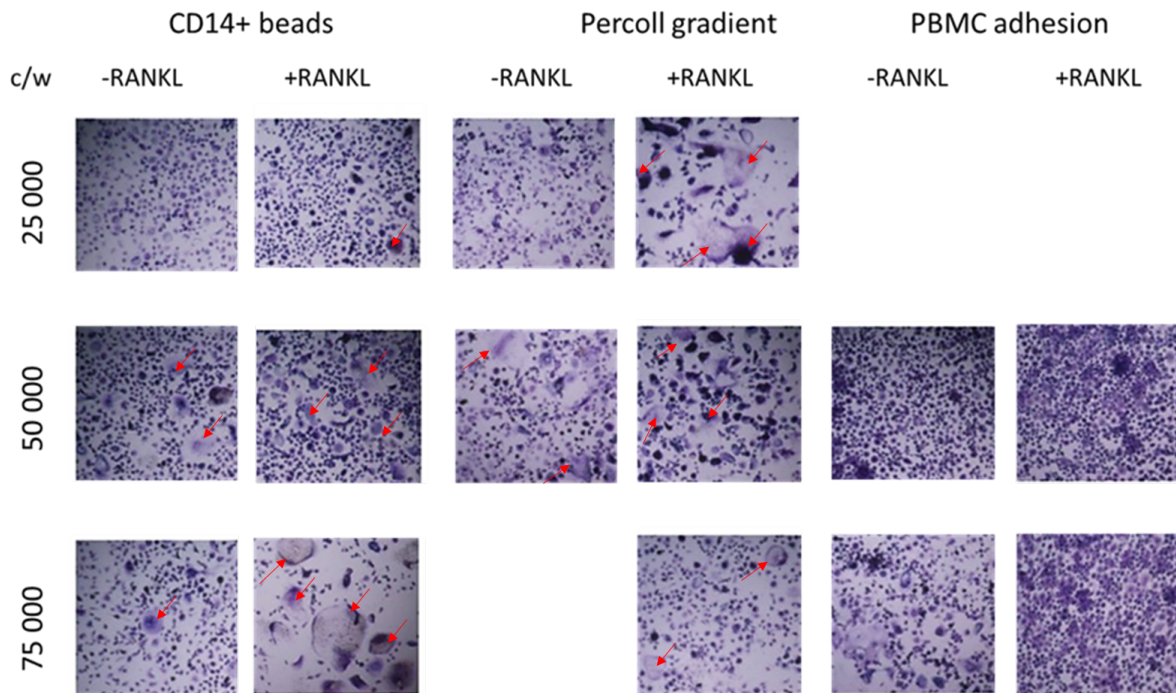 CD14+ beads Percoll gradient PBMC adhesion
c/w -RANKL +RANKL -RANKL +RANKL -RANKL +RANKL
25 000
50 000
75 000